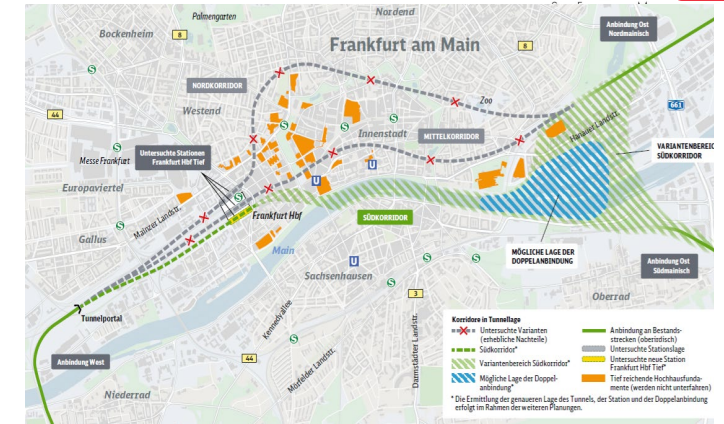 Palmengarten
Nordend
Bockenheim
8
Anbindung Ost
Nordmainisch
Frankfurt am Main
8
S
NORDKORRIDOR
44
Westend
Zoo
661
S
S
S
Innenstadt
MITTELKORRIDOR
Hanauer Landstr.
Messe Frankfurt
S
Untersuchte Stationen
Frankfurt Hbf Tief
VARIANTENBEREICH
SÜDKORRIDOR
U
U
Europaviertel
S
Mainzer Landstr.
Frankfurt Hbf
SÜDKORRIDOR
Gallus
S
Main
MÖGLICHE LAGE DER
DOPPELANBINDUNG
U
S
S
Anbindung Ost
Südmainisch
Sachsenhausen
S
3
Oberrad
Tunnelportal
Kennedyallee
Darmstädter Landstr.
S
44
Mörfelder Landstr.
Anbindung West
Niederrad
Korridore in Tunnellage
Untersuchte Varianten
(erhebliche Nachteile)
Südkorridor*
Variantenbereich Südkorridor*
Mögliche Lage der Doppel-
anbindung*
Anbindung an Bestands-
strecken (oberirdisch)
Untersuchte Stationslage
Untersuchte neue Station
Frankfurt Hbf Tief*
Tief reichende Hochhausfunda-
mente (werden nicht unterfahren)
* Die Ermittlung der genaueren Lage des Tunnels, der Station und der Doppelanbindung
erfolgt im Rahmen der weiteren Planungen.